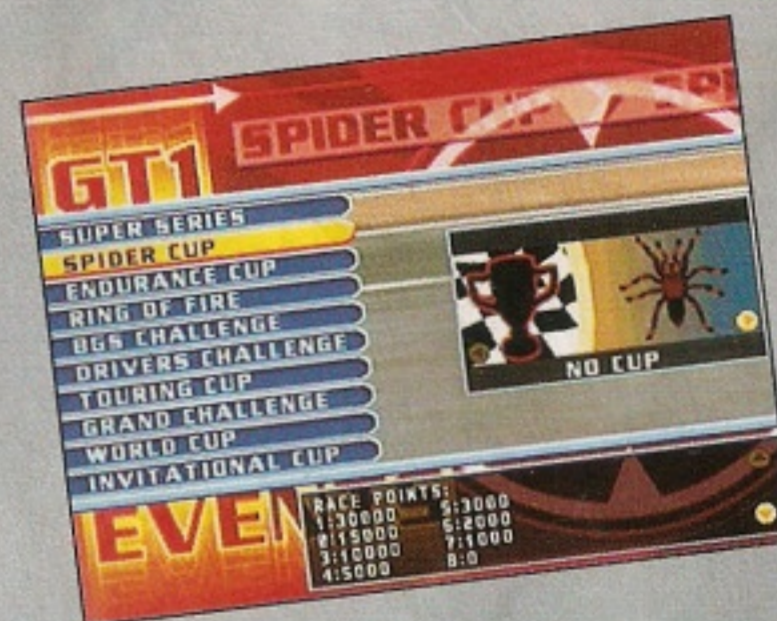 SPIDER CUP SPI
GT1
SUPER SERIES
SPIDER CUP
ENDURANCE CUP
RING OF FIRE
BGS CHALLENGE
DRIVERS CHALLENGE
TOURING CUP
GRAND CHALLENGE
WORLD CUP
INVITATIONAL CUP
NO CUP
EVEN
RACE POINTS:
1:30000 5:3000
2:15000 6:2000
3:10000 7:1000
4:5000 8:0